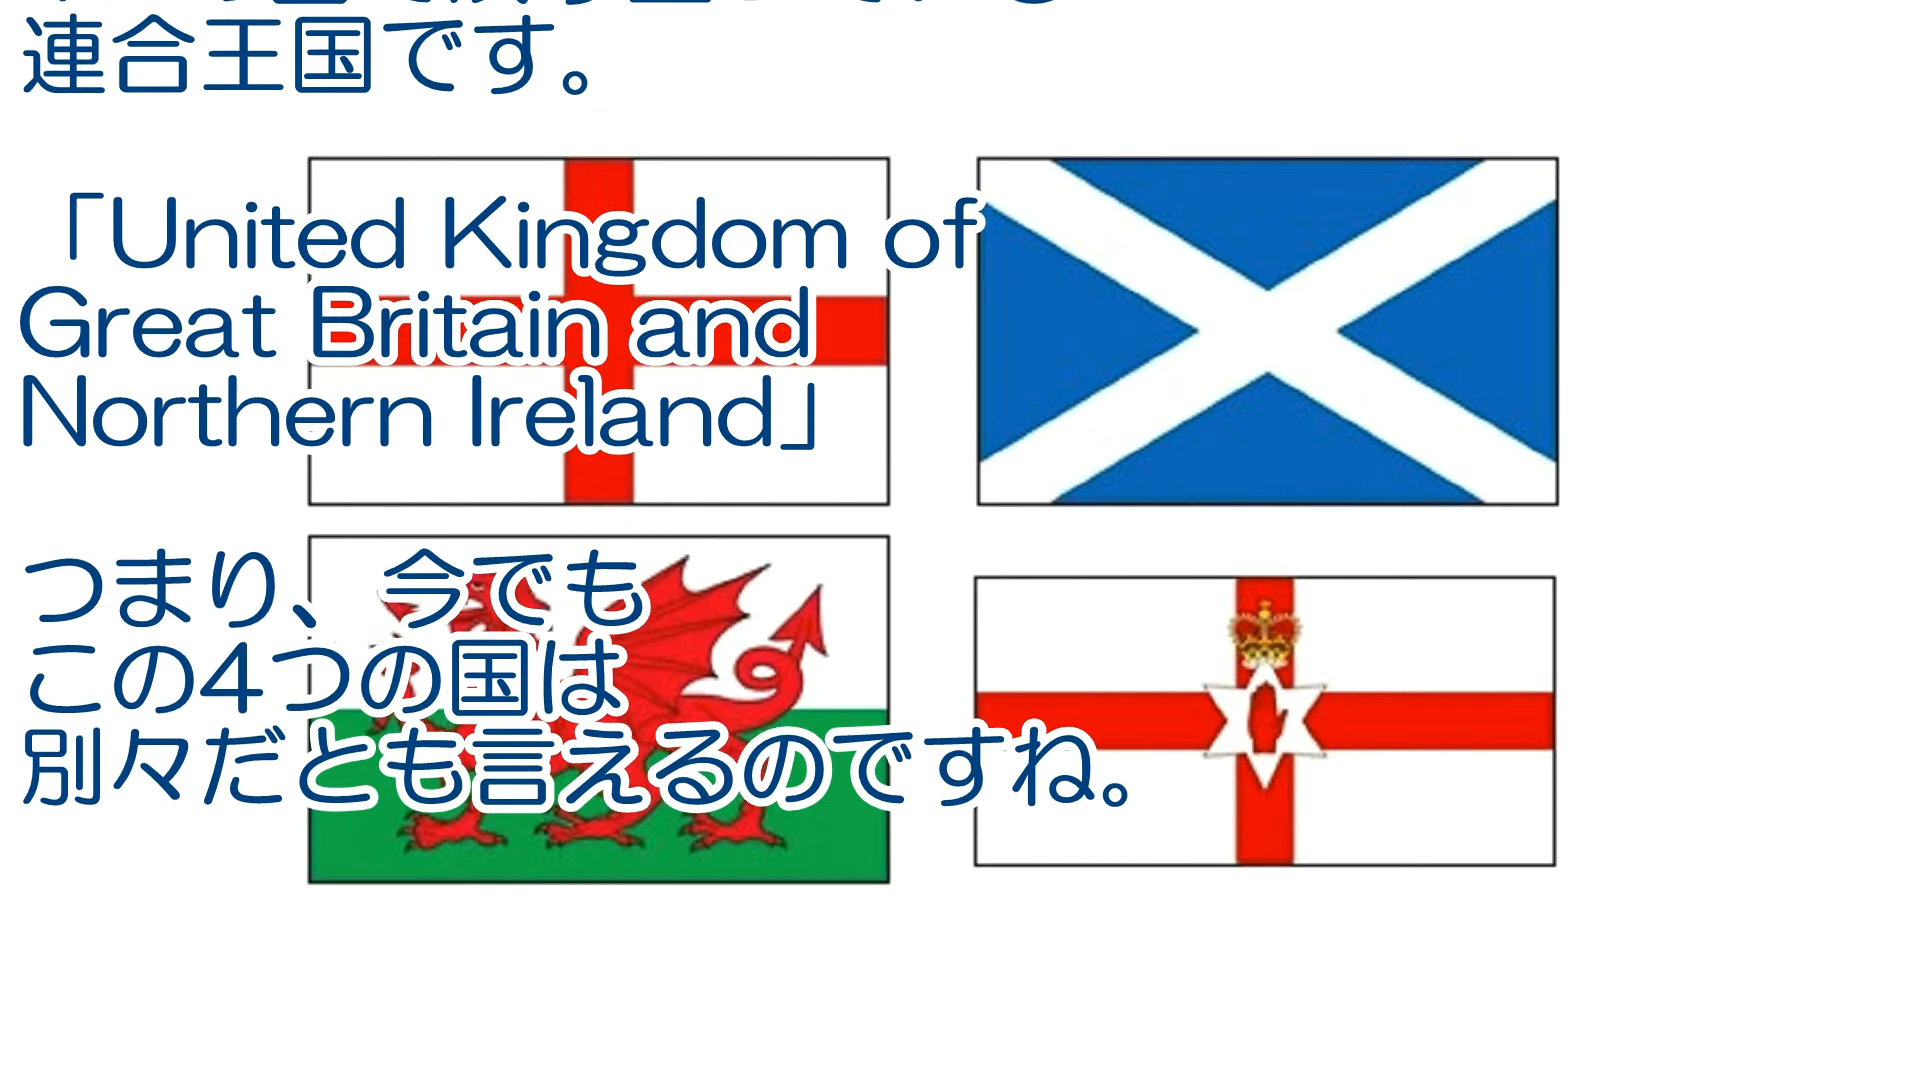 連合王国です。
「United Kingdom of
Great Britain and
Northern Ireland」
つまり、今でも
この4つの国は
別々だとも言えるのですね。